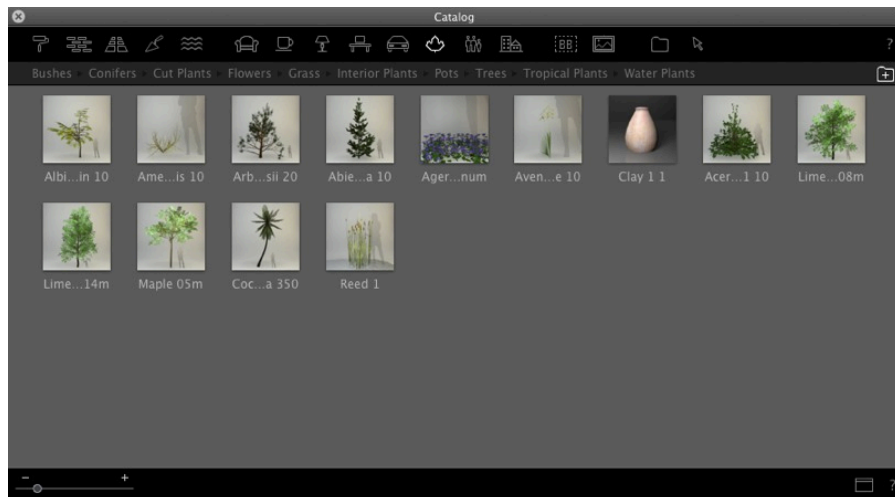 Catalog
BB
?
Bushes Conifers Cut Plants Flowers Grass Interior Plants Pots Trees Tropical Plants Water Plants
Albi...in 10 Ame...is 10 Arb...sii 20 Abie...a 10 Ager...num Aven...e 10 Clay 1 1 Acer...1 10 Lime...08m
Lime...14m Maple 05m Coc...a 350 Reed 1
- +
?